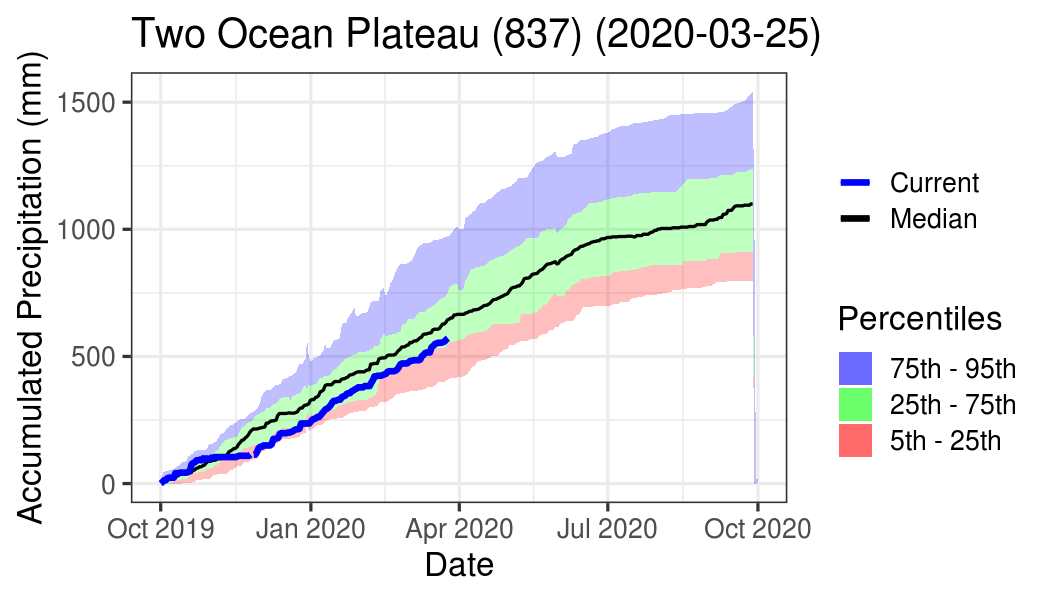 Two Ocean Plateau (837) (2020-03-25)
Accumulated Precipitation (mm)
1500
1000
500
0
Oct 2019
Jan 2020
Apr 2020
Jul 2020
Oct 2020
Date
Current
Median
Percentiles
75th - 95th
25th - 75th
5th - 25th